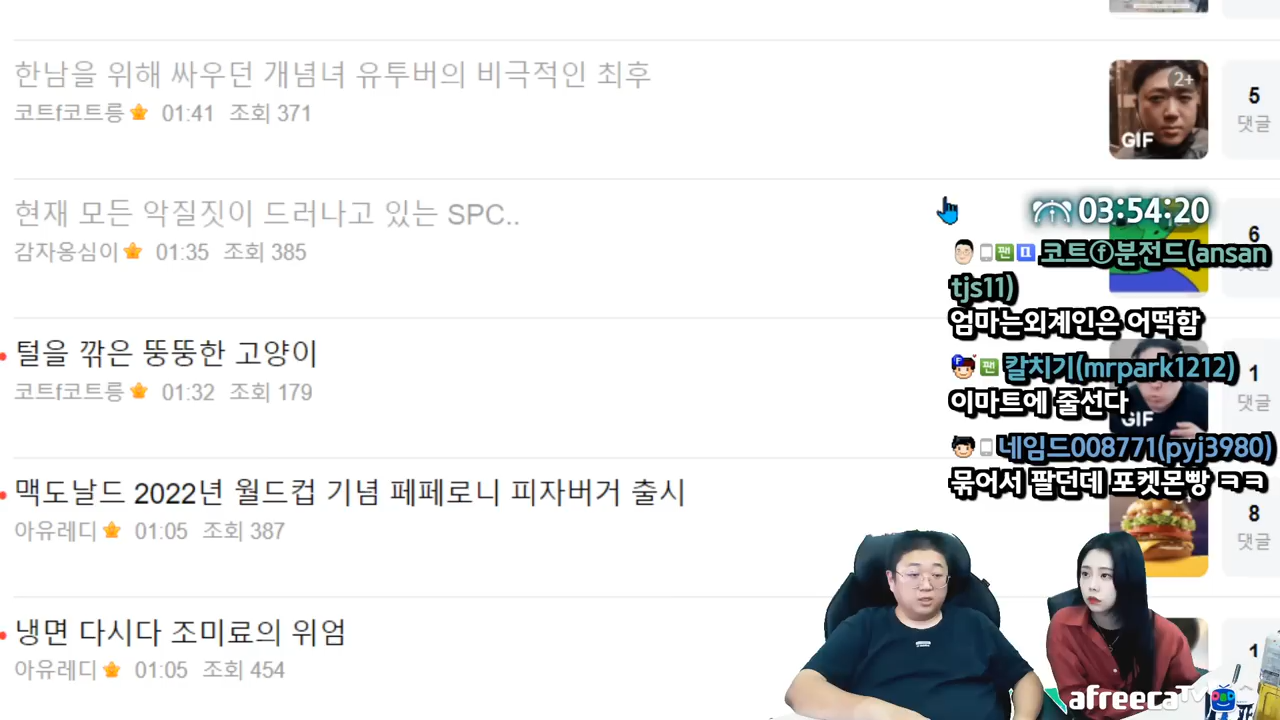 한남을 위해 싸우던 개념녀 유투버의 비극적인 최후
코트f코트릉 01:41 조회 371
2+
GIF
5
댓글
현재 모든 악질짓이 드러나고 있는 SPC..
감자옹심이 01:35 조회 385
6
03:54:20
짼
코트ⓕ분전드(ansan
tjs11)
엄마는외계인은 어떡함
짼 칼치기(mrpark1212)
이마트에 줄선다
네임드008771(pyj3980)
묶어서 팔던데 포켓몬빵 ㅋㅋ
털을 깎은 뚱뚱한 고양이
코트f코트릉 01:32 조회 179
GIF
1
댓글
맥도날드 2022년 월드컵 기념 페페로니 피자버거 출시
아유레디 01:05 조회 387
8
댓글
냉면 다시다 조미료의 위엄
아유레디 01:05 조회 454
1
afreecaTV